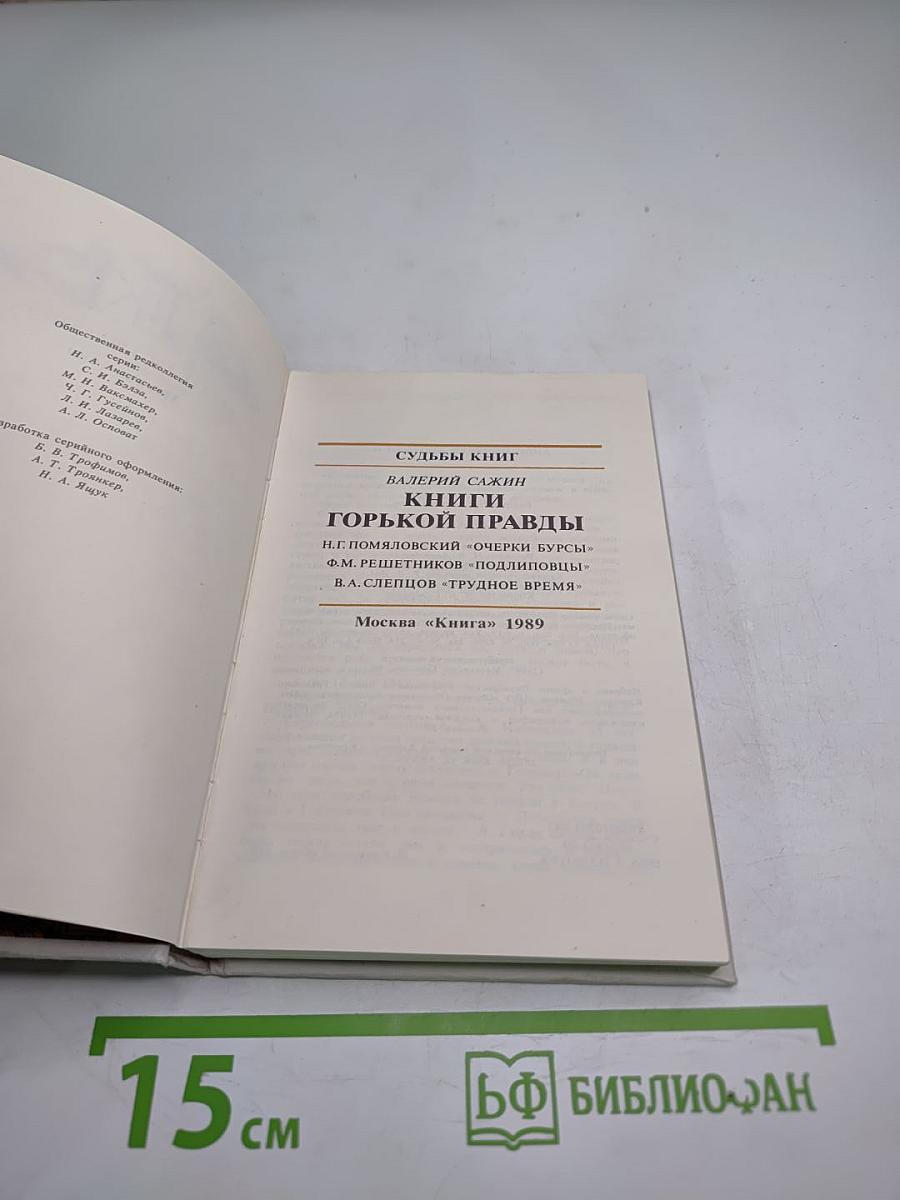 Общественная редколлегия
серии:
Н. А. Анастасьев,
С. И. Бэлза,
М. Н. Ваксмахер,
Ч. Г. Гусейнов,
Л. И. Лазарев,
А. Л. Осповат
зработка серийного оформления:
Б. В. Трофимов,
А. Т. Троянкер,
Н. А. Ящук
СУДЬБЫ КНИГ
ВАЛЕРИЙ САЖИН
КНИГИ
ГОРЬКОЙ ПРАВДЫ
Н.Г. ПОМЯЛОВСКИЙ «ОЧЕРКИ БУРСЫ»
Ф.М. РЕШЕТНИКОВ «ПОДЛИПОВЦЫ»
В.А. СЛЕПЦОВ «ТРУДНОЕ ВРЕМЯ»
Москва «Книга» 1989
15 см
БФ БИБЛИОФАН